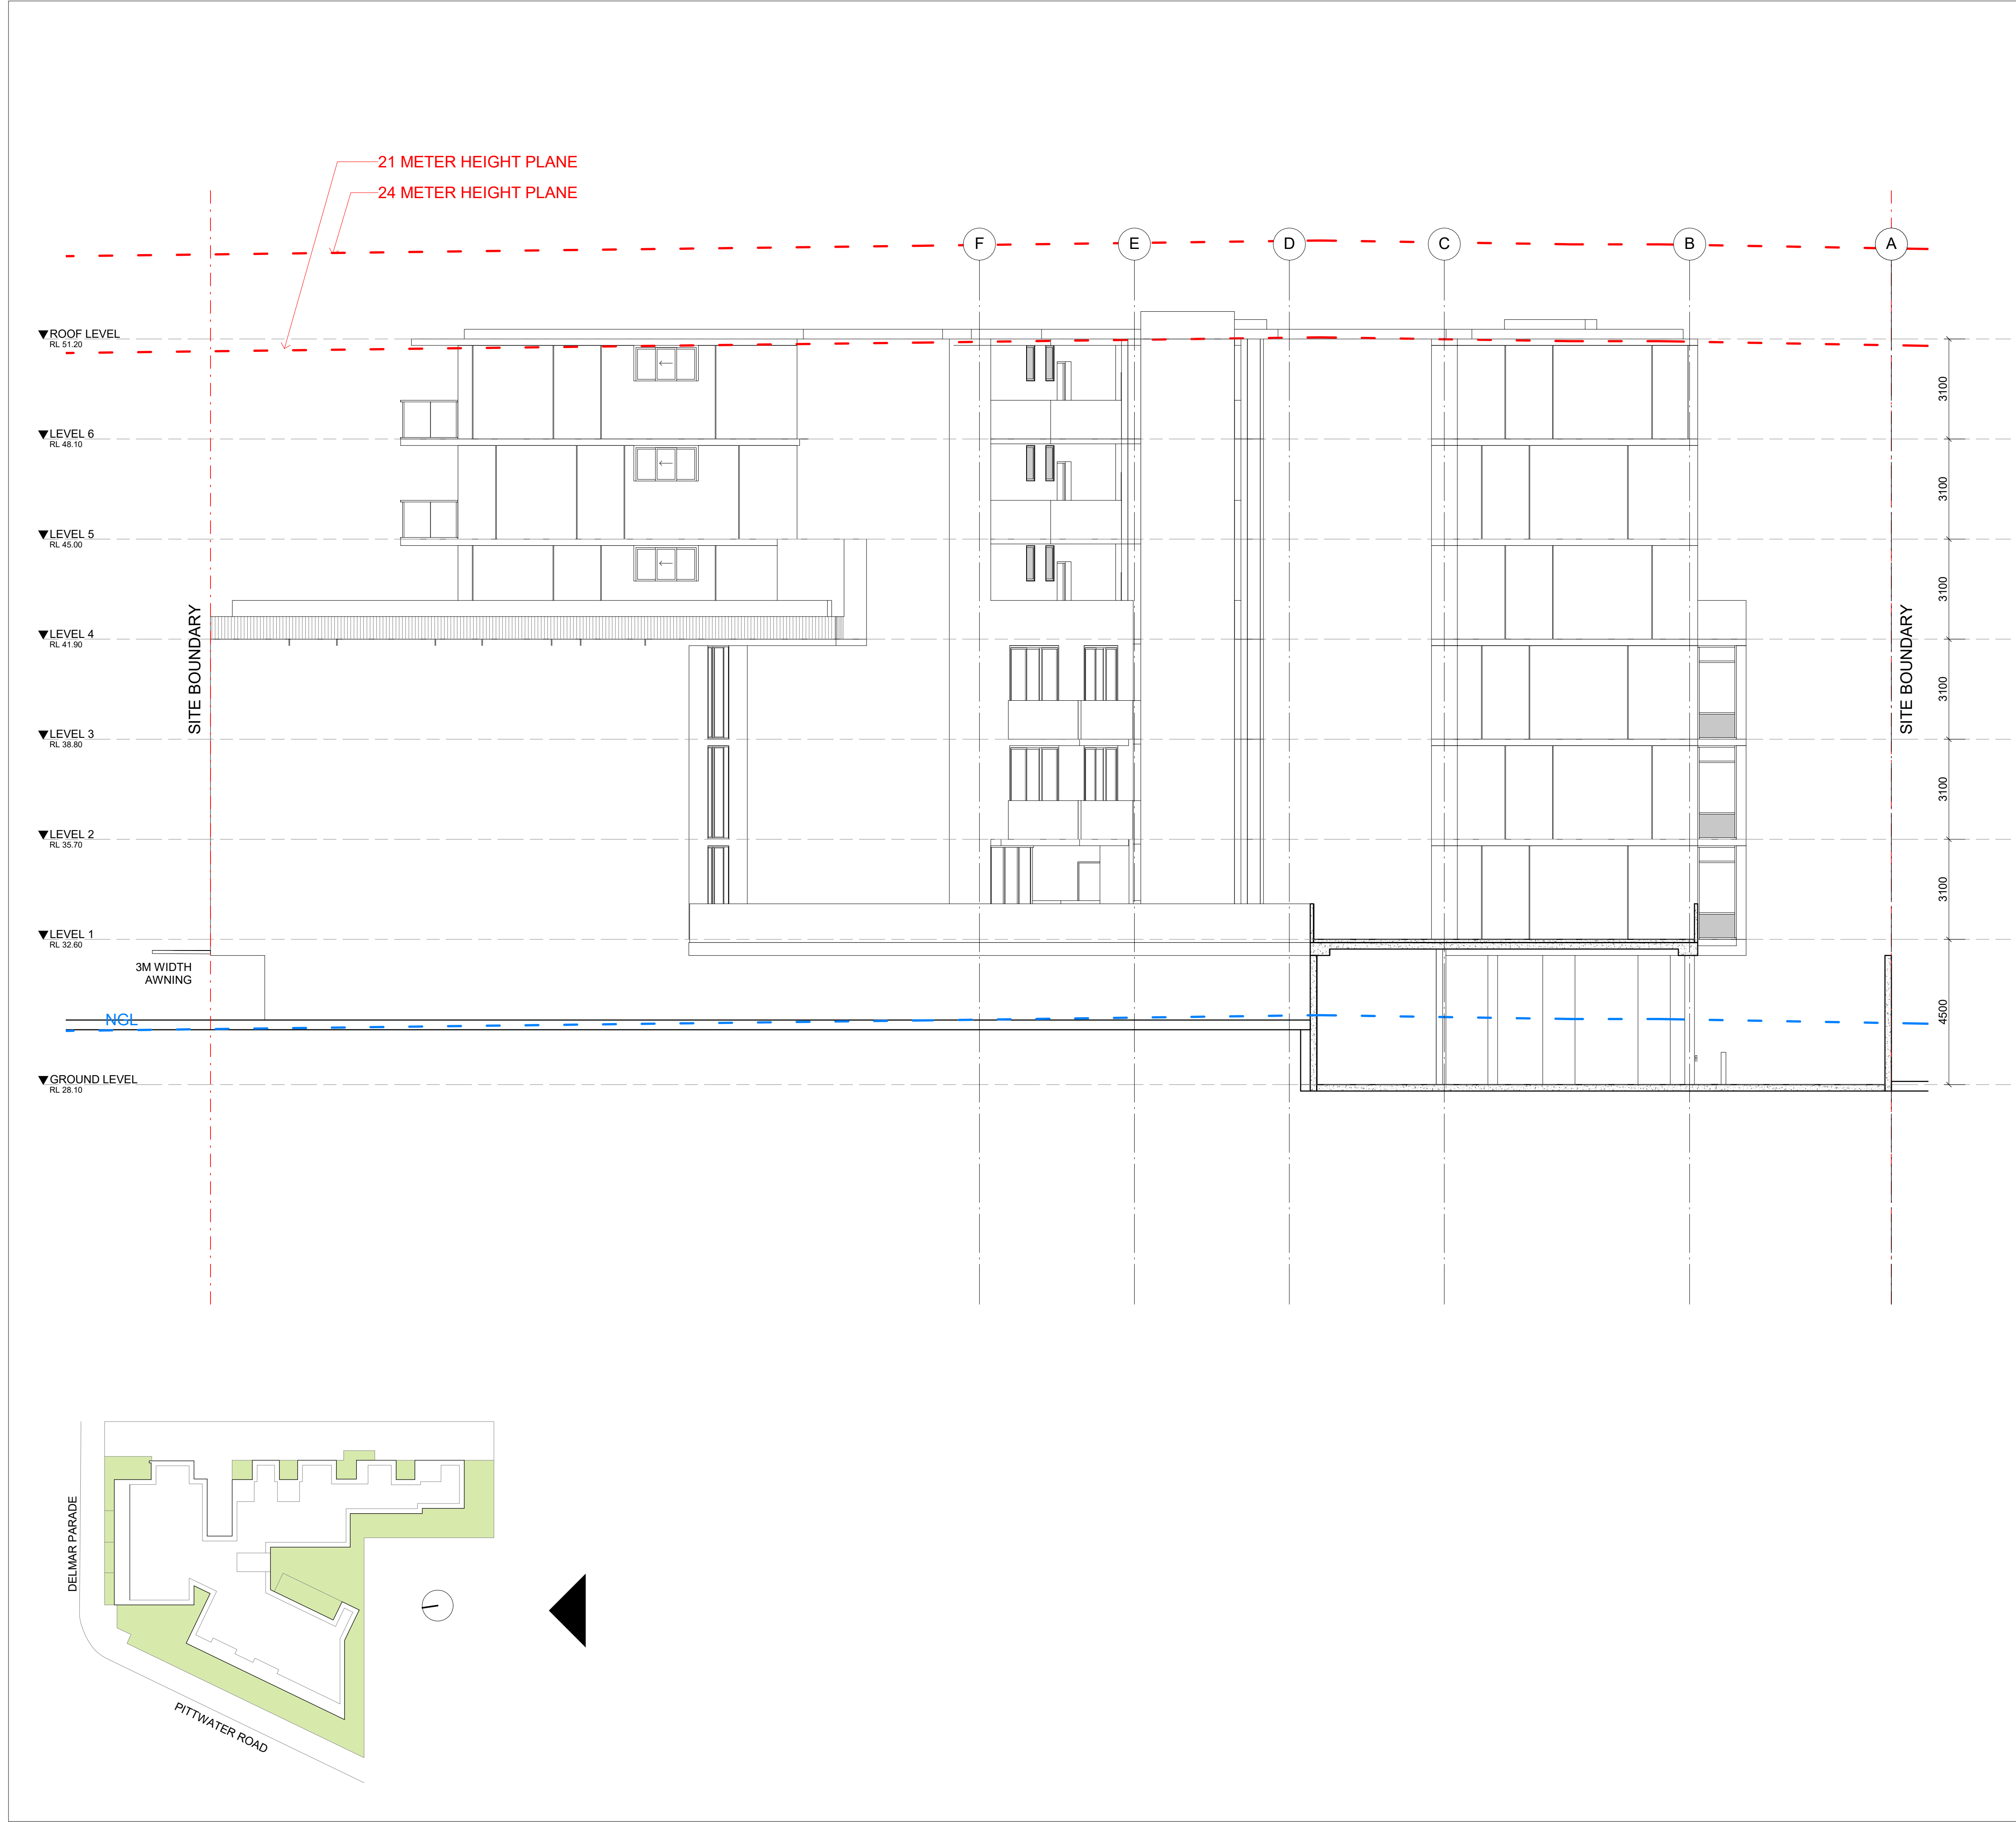 21 METER HEIGHT PLANE
24 METER HEIGHT PLANE
F
E
D
C
B
A
ROOF LEVEL
RL 51.20
3100
LEVEL 6
RL 48.10
3100
LEVEL 5
RL 45.00
3100
SITE BOUNDARY
SITE BOUNDARY
LEVEL 4
RL 41.90
3100
LEVEL 3
RL 38.80
3100
LEVEL 2
RL 35.70
3100
LEVEL 1
RL 32.60
3M WIDTH
AWNING
4500
NGL
GROUND LEVEL
RL 28.10
DELMAR PARADE
PITTWATER ROAD